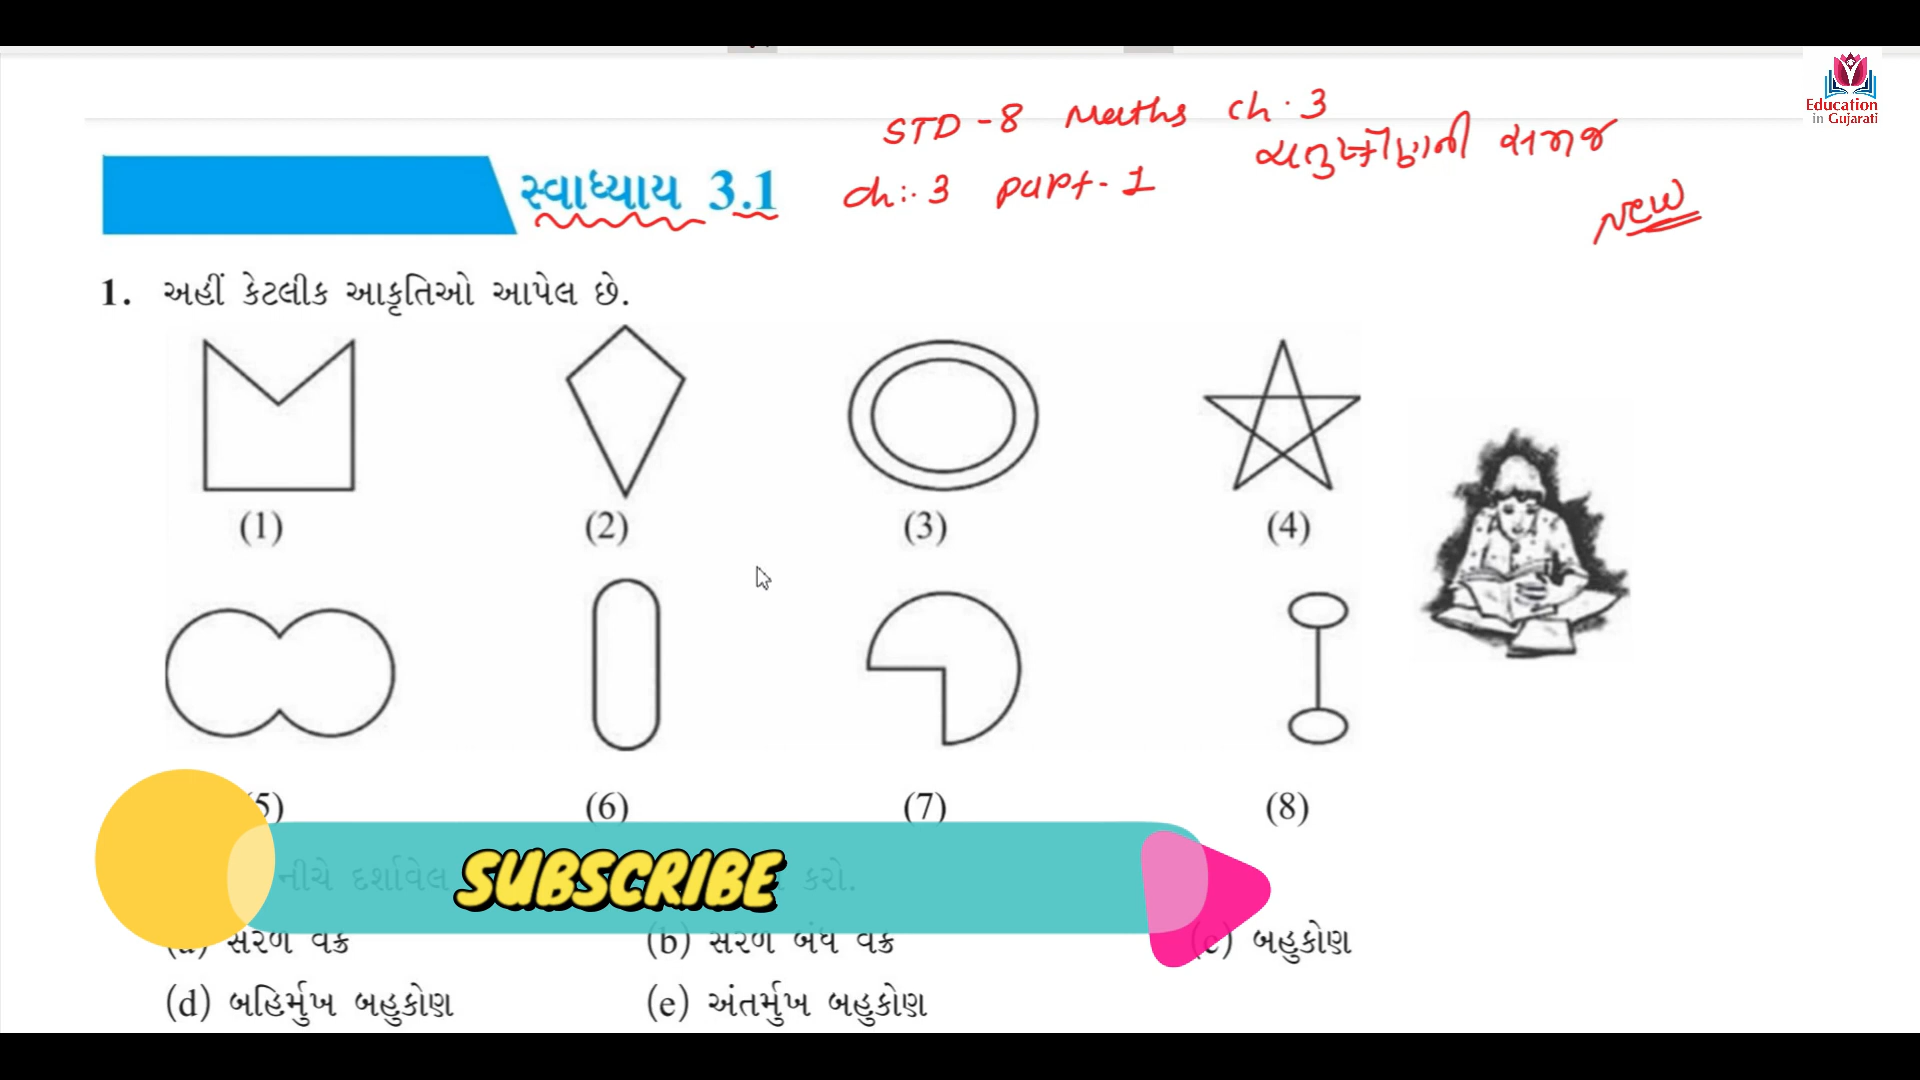 Education
in Gujarati
STD - 8 Maths ch. 3
સ્વાધ્યાય 3.1
ch:. 3 Part - 1
ચતુષ્કોણની સમજ
New
1. અહીં કેટલીક આકૃતિઓ આપેલ છે.
(1) (2) (3) (4)
5) (6) (7) (8)
નીચે દર્શાવેલ કરો.
SUBSCRIBE
(a) સરળ વક્ર (b) સરળ બંધ વક્ર (c) બહુકોણ
(d) બહિર્મુખ બહુકોણ (e) અંતર્મુખ બહુકોણ